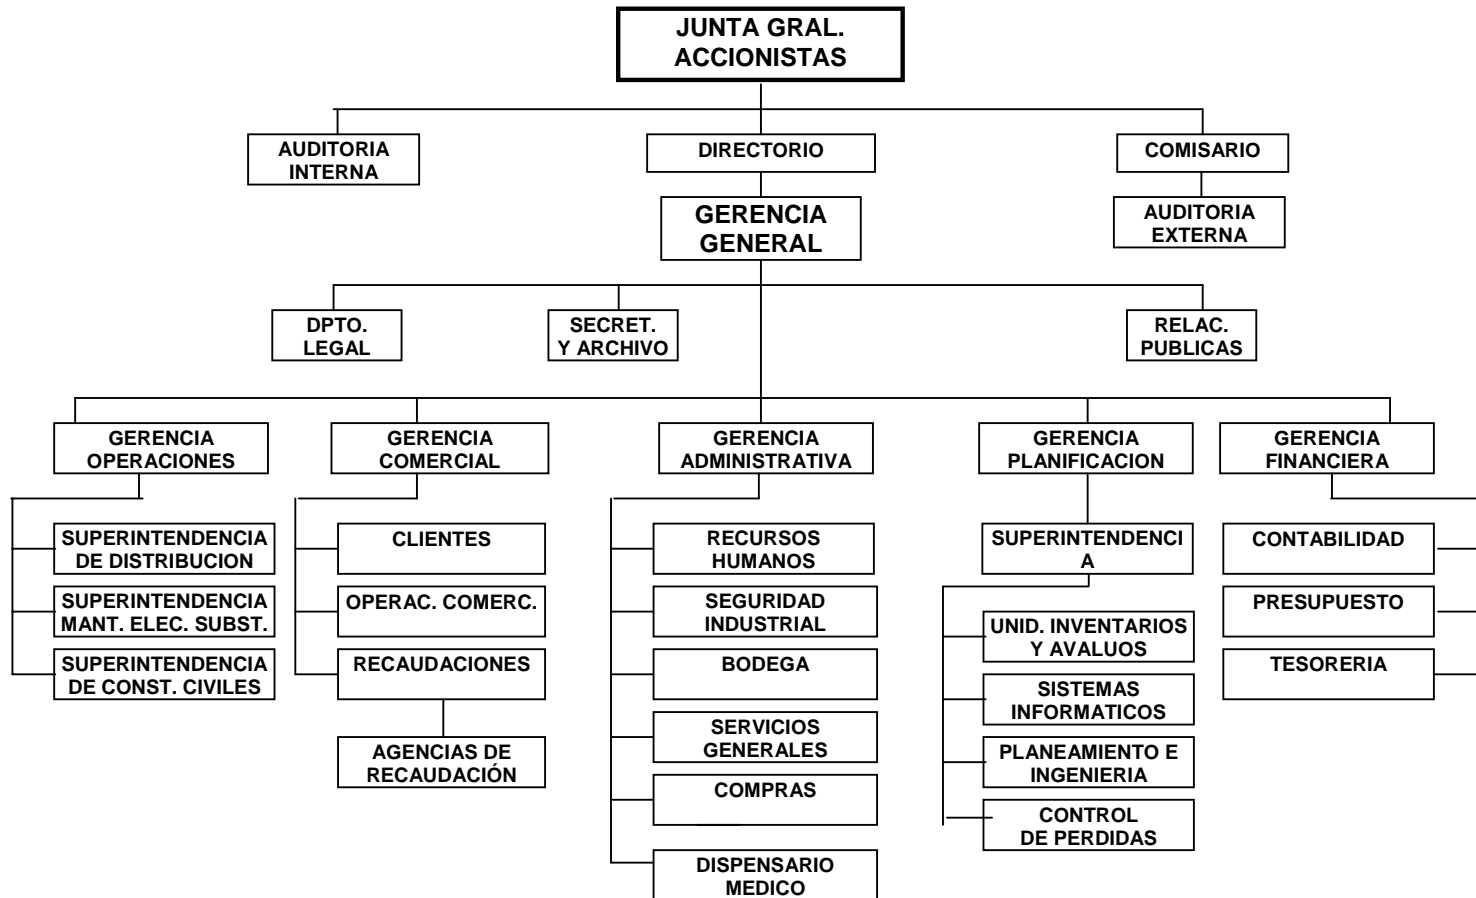 JUNTA GRAL.
ACCIONISTAS
AUDITORIA
INTERNA
DIRECTORIO
COMISARIO
GERENCIA
GENERAL
AUDITORIA
EXTERNA
DPTO.
LEGAL
SECRET.
Y ARCHIVO
RELAC.
PUBLICAS
GERENCIA
OPERACIONES
GERENCIA
COMERCIAL
GERENCIA
ADMINISTRATIVA
GERENCIA
PLANIFICACION
GERENCIA
FINANCIERA
SUPERINTENDENCIA
DE DISTRIBUCION
SUPERINTENDENCIA
MANT. ELEC. SUBST.
SUPERINTENDENCIA
DE CONST. CIVILES
CLIENTES
OPERAC. COMERC.
RECAUDACIONES
AGENCIAS DE
RECAUDACIÓN
RECURSOS
HUMANOS
SEGURIDAD
INDUSTRIAL
BODEGA
SERVICIOS
GENERALES
COMPRAS
DISPENSARIO
MEDICO
SUPERINTENDENCI
A
UNID. INVENTARIOS
Y AVALUOS
SISTEMAS
INFORMATICOS
PLANEAMIENTO E
INGENIERIA
CONTROL
DE PERDIDAS
CONTABILIDAD
PRESUPUESTO
TESORERIA